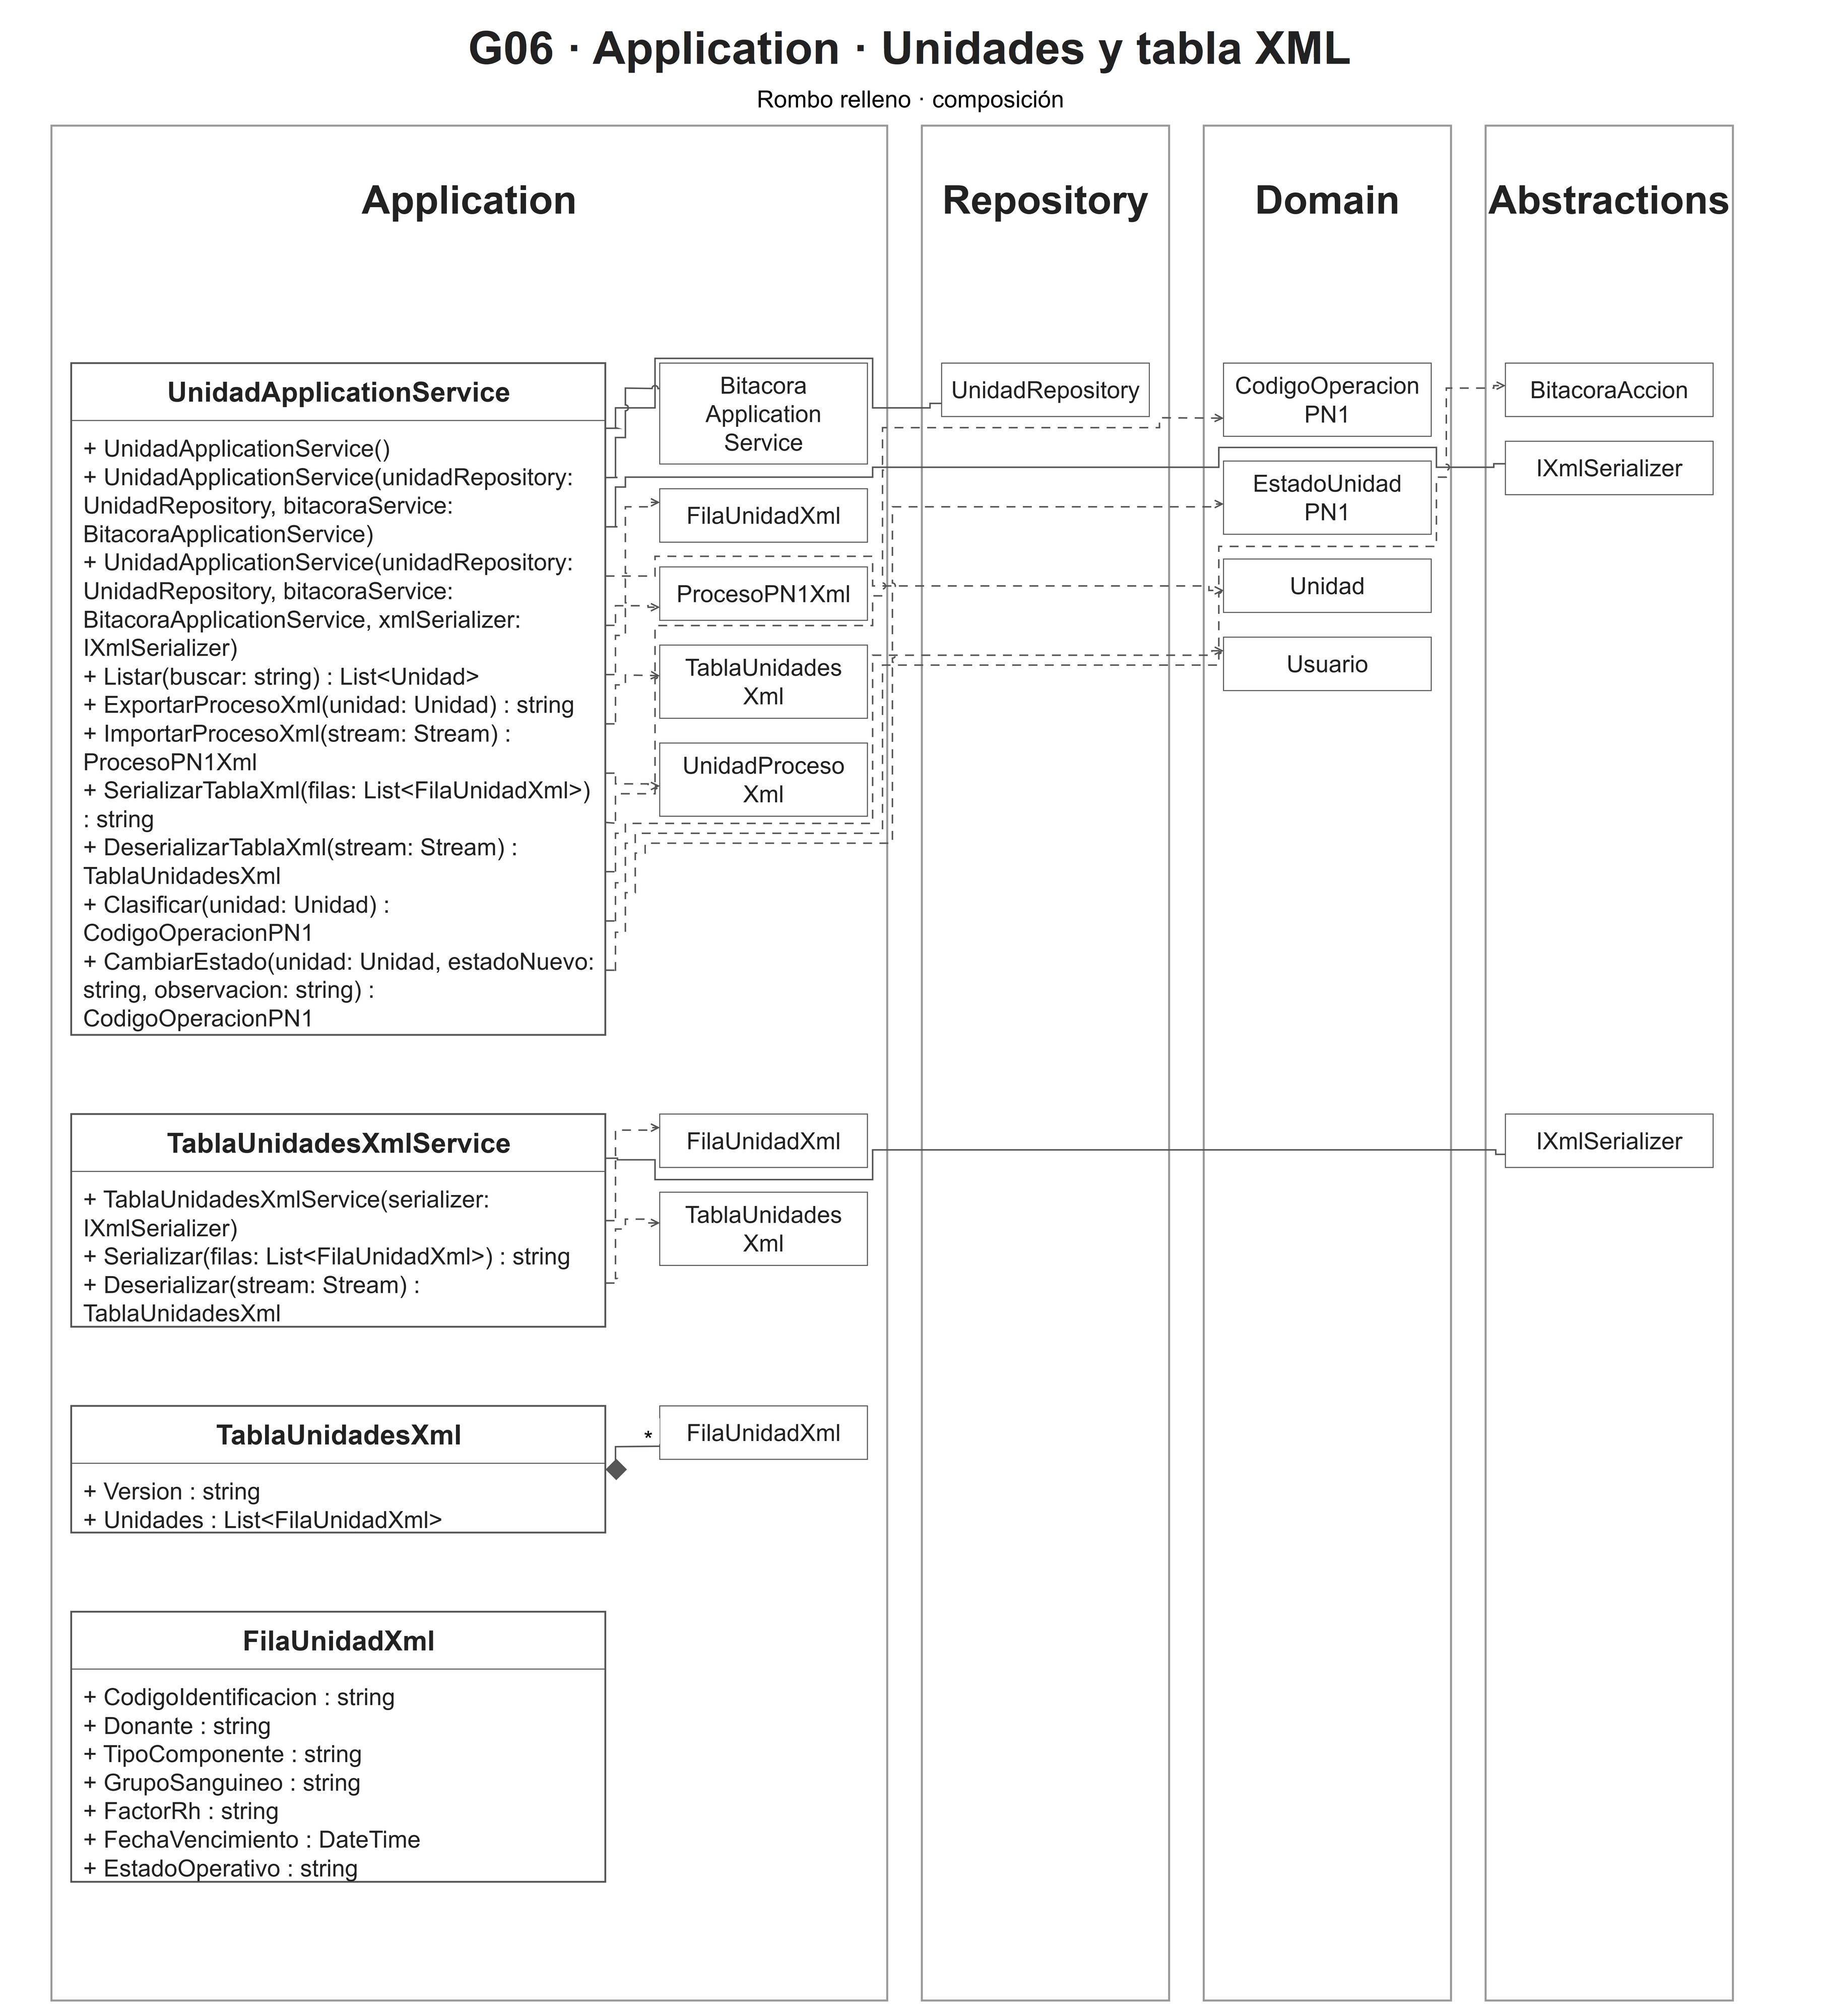 G06 · Application · Unidades y tabla XML
Rombo relleno · composición
Application
Repository
Domain
Abstractions
UnidadApplicationService
+ UnidadApplicationService()
+ UnidadApplicationService(unidadRepository:
UnidadRepository, bitacoraService:
BitacoraApplicationService)
+ UnidadApplicationService(unidadRepository:
UnidadRepository, bitacoraService:
BitacoraApplicationService, xmlSerializer:
IXmlSerializer)
+ Listar(buscar: string) : List<Unidad>
+ ExportarProcesoXml(unidad: Unidad) : string
+ ImportarProcesoXml(stream: Stream) :
ProcesoPN1Xml
+ SerializarTablaXml(filas: List<FilaUnidadXml>)
: string
+ DeserializarTablaXml(stream: Stream) :
TablaUnidadesXml
+ Clasificar(unidad: Unidad) :
CodigoOperacionPN1
+ CambiarEstado(unidad: Unidad, estadoNuevo:
string, observacion: string) :
CodigoOperacionPN1
Bitacora
Application
Service
FilaUnidadXml
ProcesoPN1Xml
TablaUnidades
Xml
UnidadProceso
Xml
UnidadRepository
CodigoOperacion
PN1
EstadoUnidad
PN1
Unidad
Usuario
BitacoraAccion
IXmlSerializer
TablaUnidadesXmlService
+ TablaUnidadesXmlService(serializer:
IXmlSerializer)
+ Serializar(filas: List<FilaUnidadXml>) : string
+ Deserializar(stream: Stream) :
TablaUnidadesXml
FilaUnidadXml
TablaUnidades
Xml
IXmlSerializer
TablaUnidadesXml
+ Version : string
+ Unidades : List<FilaUnidadXml>
*
FilaUnidadXml
FilaUnidadXml
+ CodigoIdentificacion : string
+ Donante : string
+ TipoComponente : string
+ GrupoSanguineo : string
+ FactorRh : string
+ FechaVencimiento : DateTime
+ EstadoOperativo : string